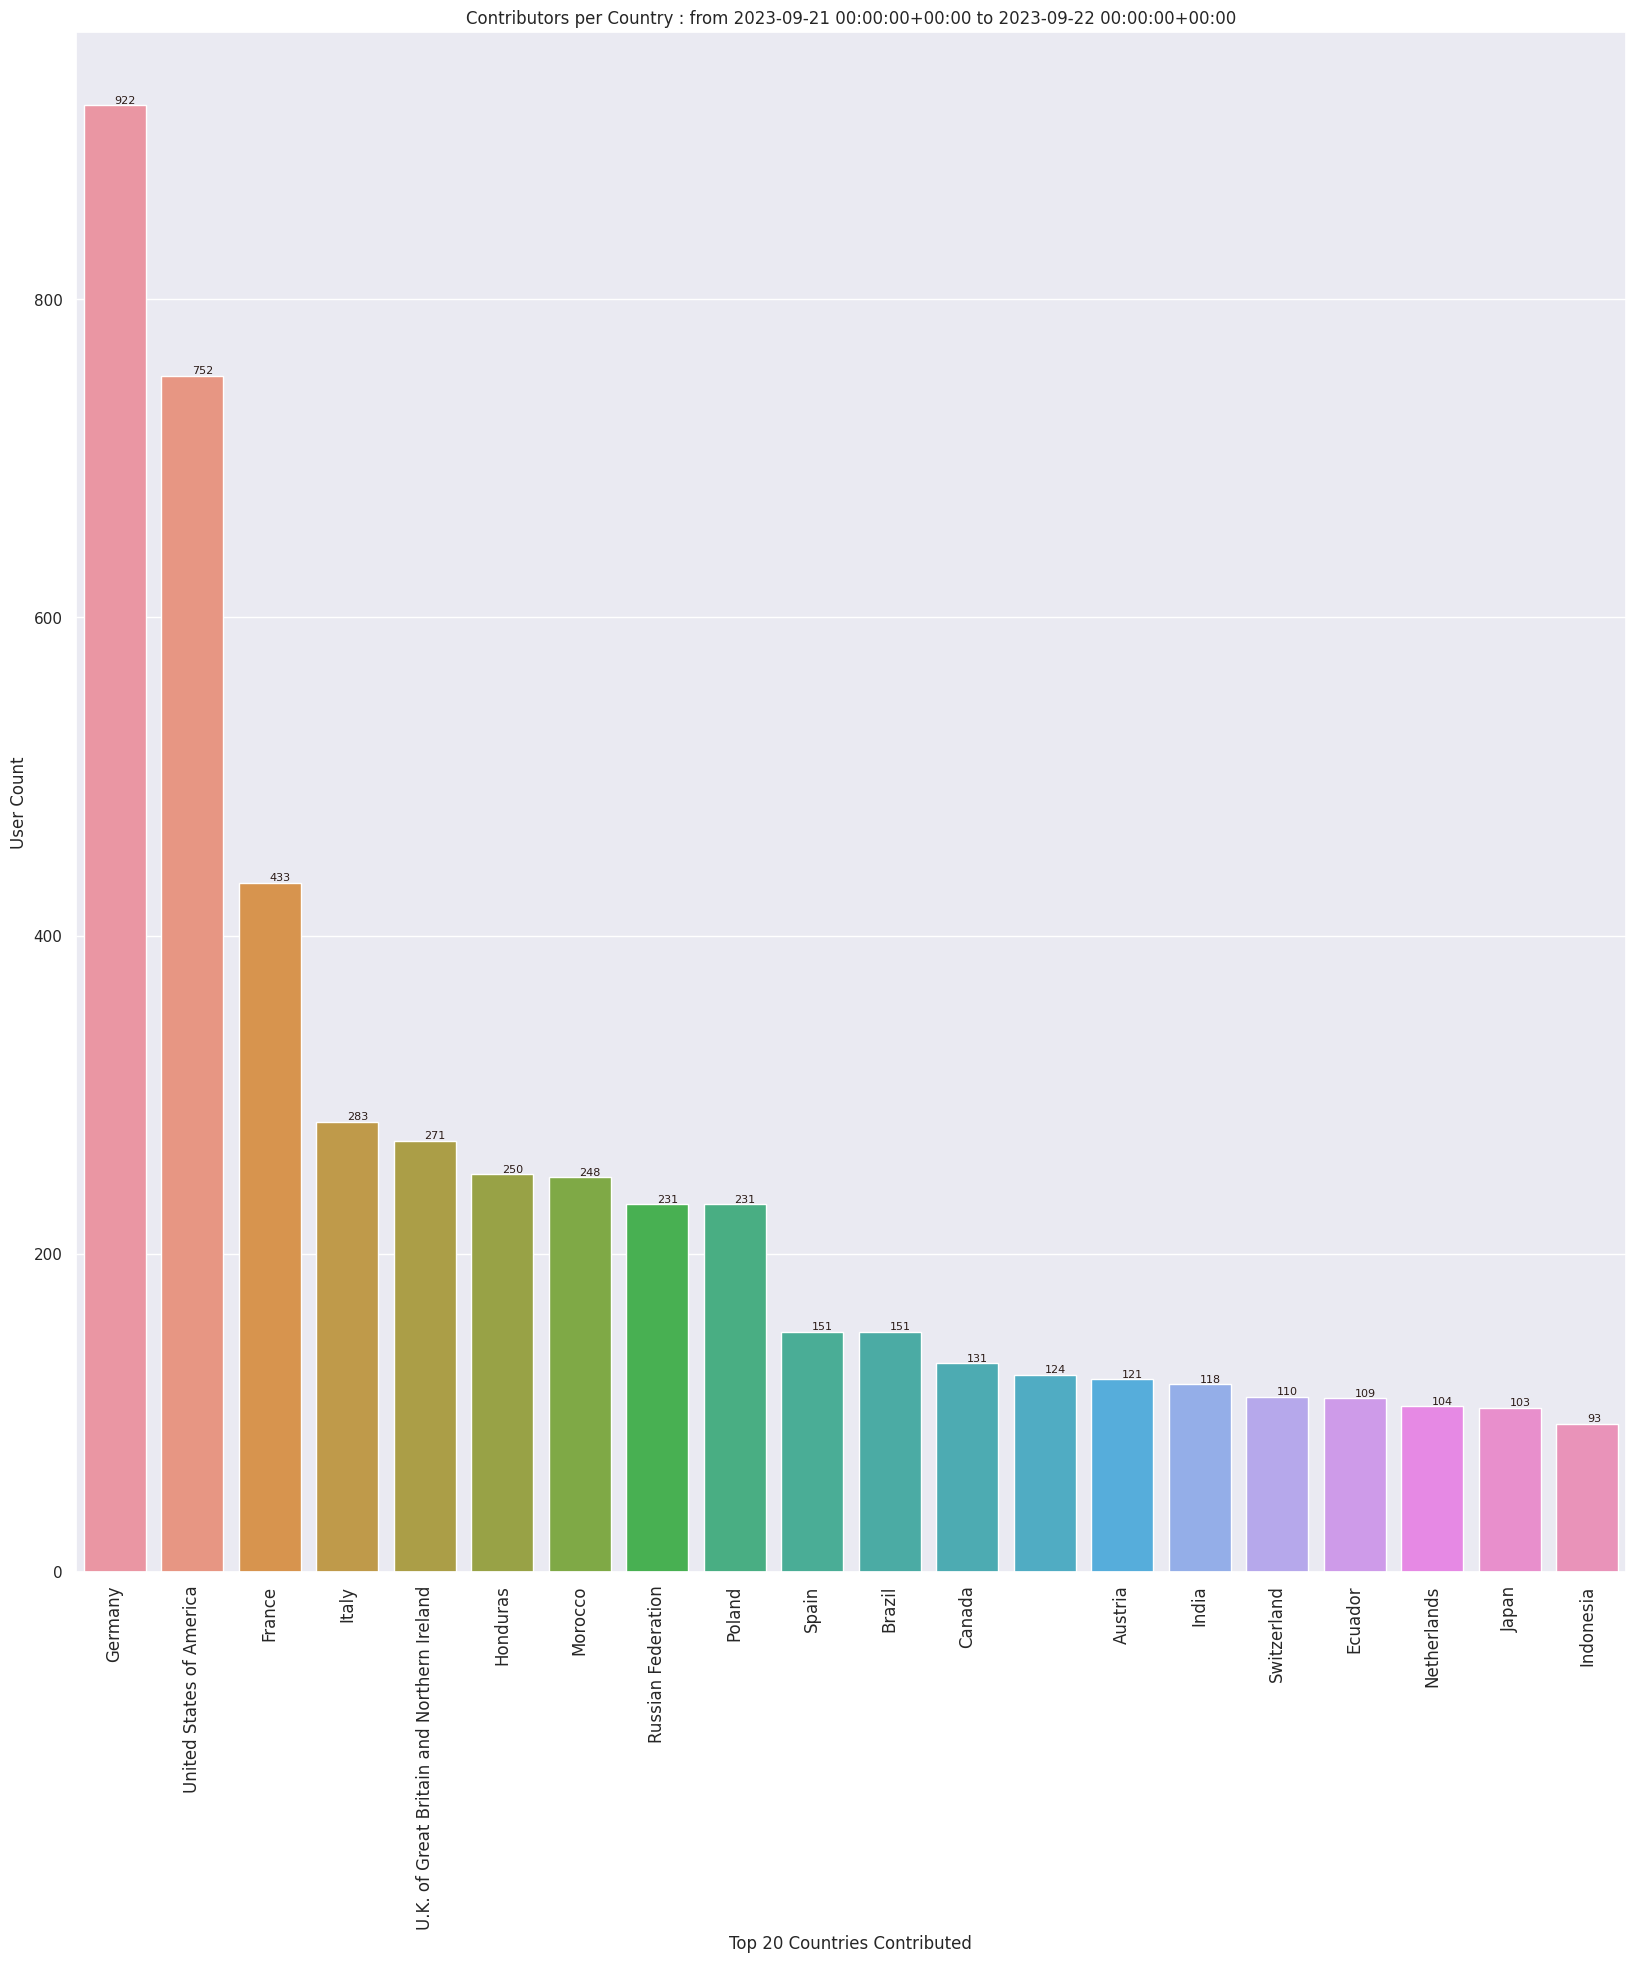 Contributors per Country : from 2023-09-21 00:00:00+00:00 to 2023-09-22 00:00:00+00:00
User Count
800
600
400
200
0
922
752
433
283
271
250
248
231
231
151
151
131
124
121
118
110
109
104
103
93
Germany
United States of America
France
Italy
U.K. of Great Britain and Northern Ireland
Honduras
Morocco
Russian Federation
Poland
Spain
Brazil
Canada
Austria
India
Switzerland
Ecuador
Netherlands
Japan
Indonesia
Top 20 Countries Contributed